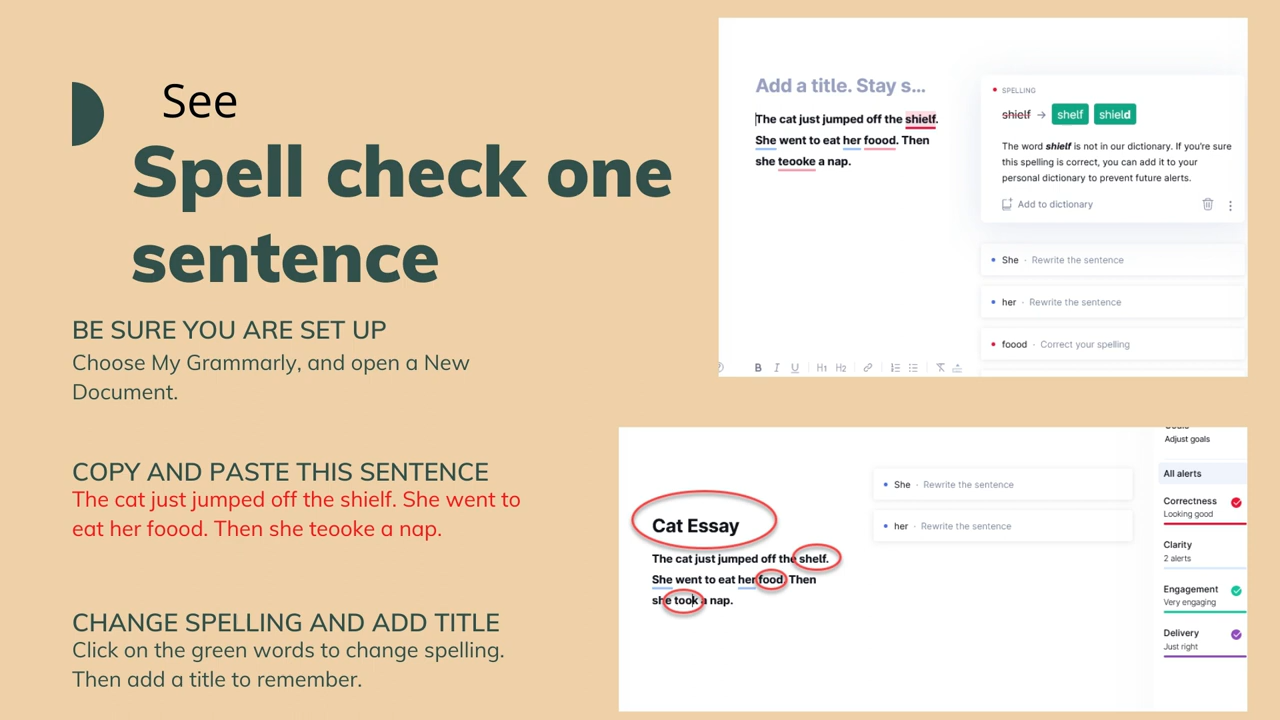 See
Spell check one
sentence
BE SURE YOU ARE SET UP
Choose My Grammarly, and open a New
Document.
COPY AND PASTE THIS SENTENCE
The cat just jumped off the shielf. She went to
eat her foood. Then she teooke a nap.
CHANGE SPELLING AND ADD TITLE
Click on the green words to change spelling.
Then add a title to remember.
Add a title. Stay s...
The cat just jumped off the shielf.
She went to eat her foood. Then
she teooke a nap.
B I U H1 H2
SPELLING
shielf → shelf shield
The word shielf is not in our dictionary. If you're sure
this spelling is correct, you can add it to your
personal dictionary to prevent future alerts.
Add to dictionary
She · Rewrite the sentence
her · Rewrite the sentence
foood · Correct your spelling
Cat Essay
The cat just jumped off the shelf.
She went to eat her food. Then
she took a nap.
She · Rewrite the sentence
her · Rewrite the sentence
Adjust goals
All alerts
Correctness
Looking good
Clarity
2 alerts
Engagement
Very engaging
Delivery
Just right